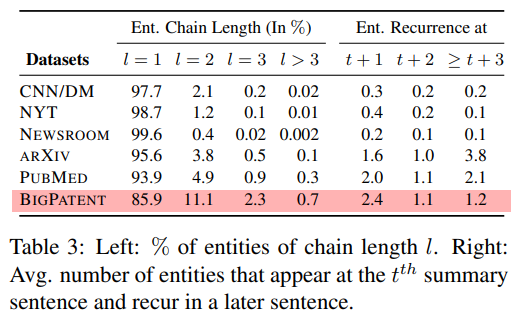 Ent. Chain Length (In %) Ent. Recurrence at
Datasets l = 1 l = 2 l = 3 l > 3 t + 1 t + 2 ≥ t + 3
CNN/DM 97.7 2.1 0.2 0.02 0.3 0.2 0.2
NYT 98.7 1.2 0.1 0.01 0.4 0.2 0.1
NEWSROOM 99.6 0.4 0.02 0.002 0.2 0.1 0.1
ARXIV 95.6 3.8 0.5 0.1 1.6 1.0 3.8
PUBMED 93.9 4.9 0.9 0.3 2.0 1.1 2.1
BIGPATENT 85.9 11.1 2.3 0.7 2.4 1.1 1.2
Table 3: Left: % of entities of chain length l. Right:
Avg. number of entities that appear at the tth summary
sentence and recur in a later sentence.